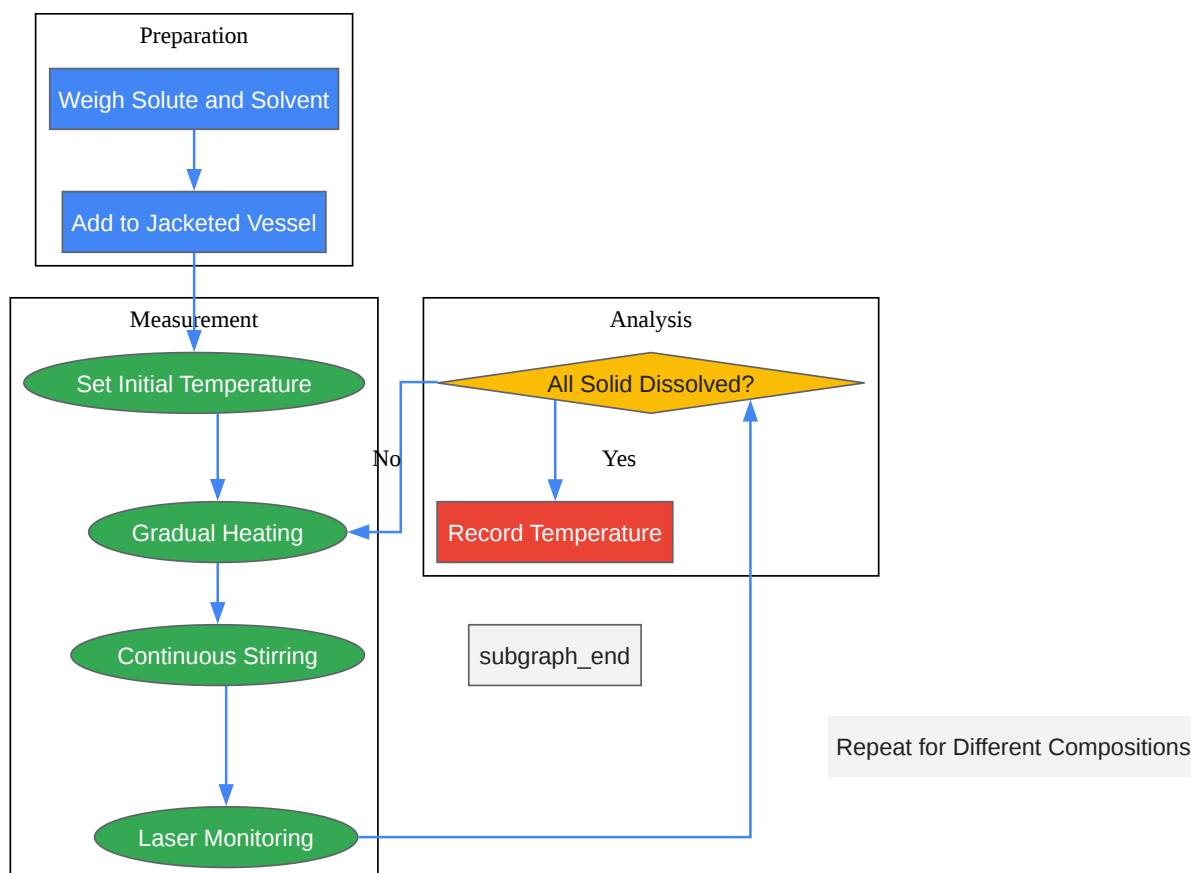 Preparation
Weigh Solute and Solvent
Add to Jacketed Vessel
Measurement
Set Initial Temperature
Gradual Heating
Continuous Stirring
Laser Monitoring
Analysis
All Solid Dissolved?
No
Yes
Record Temperature
subgraph_end
Repeat for Different Compositions